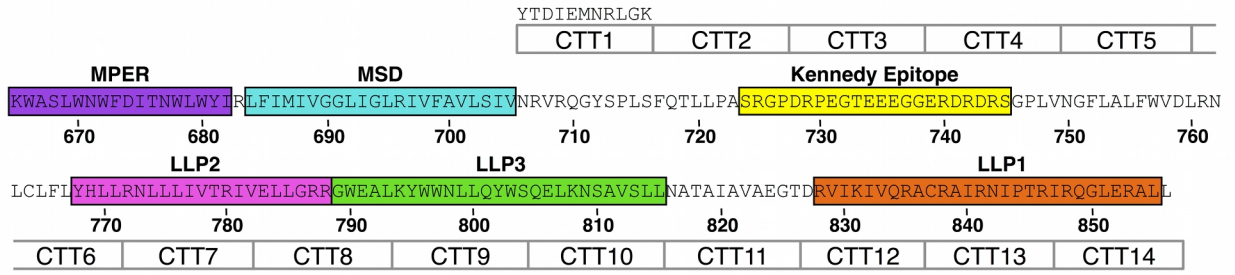 YTDIEMNRLGK
CTT1 CTT2 CTT3 CTT4 CTT5
MPER MSD Kennedy Epitope
KWASLWNWFDITNWLWYIRLFIMIVGGLIGLRIVFAVLSIVNRVRQGYSPLSFQTLLPASRGPDRPEGTEEEGGERDRDRSGPLVNGFLALFWVDLRN
670 680 690 700 710 720 730 740 750 760
LLP2 LLP3 LLP1
LCLFLYHLLRNLLLIVTRIVELLGRRGWEALKYWWNLLQYWSQELKNSAVSLLNATAIAVAEGTDRVIKIVQRACRAIRNIPTRIRQGLERALL
770 780 790 800 810 820 830 840 850
CTT6 CTT7 CTT8 CTT9 CTT10 CTT11 CTT12 CTT13 CTT14